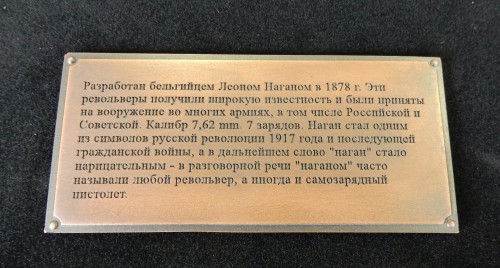 Разработан бельгийцем Леоном Наганом в 1878 г. Эти
револьверы получили широкую известность и были приняты
на вооружение во многих армиях, в том числе Российской и
Советской. Калибр 7,62 mm. 7 зарядов. Наган стал одним
из символов русской революции 1917 года и последующей
гражданской войны, а в дальнейшем слово "наган" стало
нарицательным - в разговорной речи "наганом" часто
называли любой револьвер, а иногда и самозарядный
пистолет.